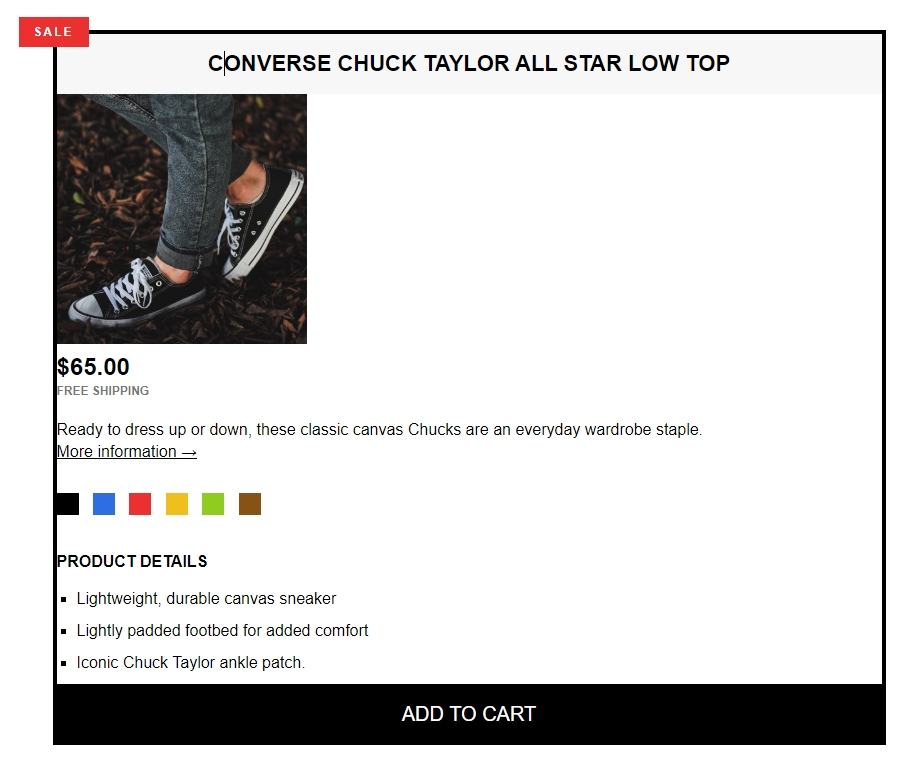 SALE
CONVERSE CHUCK TAYLOR ALL STAR LOW TOP
$65.00
FREE SHIPPING
Ready to dress up or down, these classic canvas Chucks are an everyday wardrobe staple.
More information →
PRODUCT DETAILS
Lightweight, durable canvas sneaker
Lightly padded footbed for added comfort
Iconic Chuck Taylor ankle patch.
ADD TO CART